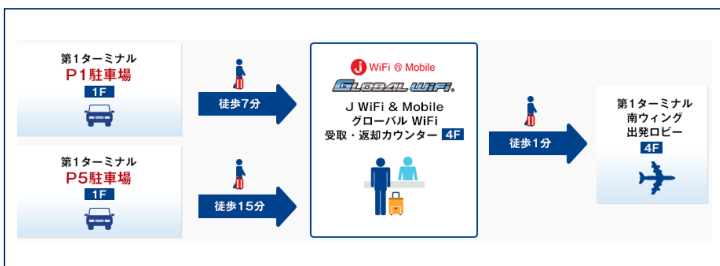 第1ターミナル
P1駐車場
1F
徒歩7分
第1ターミナル
P5駐車場
1F
徒歩15分
J WiFi @ Mobile
GLOBAL WiFi.
J WiFi & Mobile
グローバル WiFi
受取・返却カウンター 4F
徒歩1分
第1ターミナル
南ウィング
出発ロビー
4F